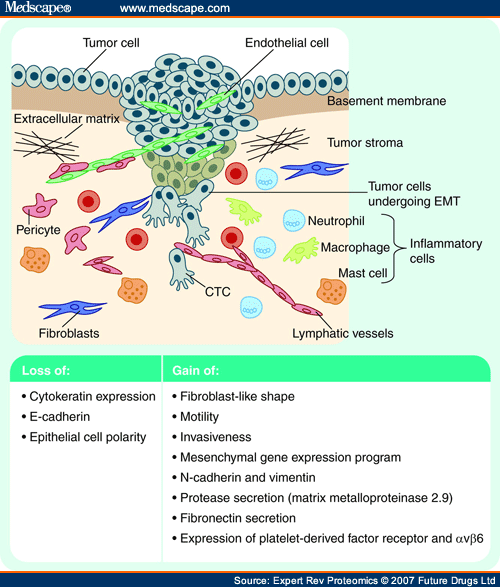 Medscape® www.medscape.com
Tumor cell
Endothelial cell
Basement membrane
Extracellular matrix
Tumor stroma
Tumor cells
undergoing EMT
Pericyte
Neutrophil
Macrophage
Inflammatory
cells
Mast cell
CTC
Fibroblasts
Lymphatic vessels
Loss of:
• Cytokeratin expression
• E-cadherin
• Epithelial cell polarity
Gain of:
• Fibroblast-like shape
• Motility
• Invasiveness
• Mesenchymal gene expression program
• N-cadherin and vimentin
• Protease secretion (matrix metalloproteinase 2.9)
• Fibronectin secretion
• Expression of platelet-derived factor receptor and ανβ6
Source: Expert Rev Proteomics © 2007 Future Drugs Ltd